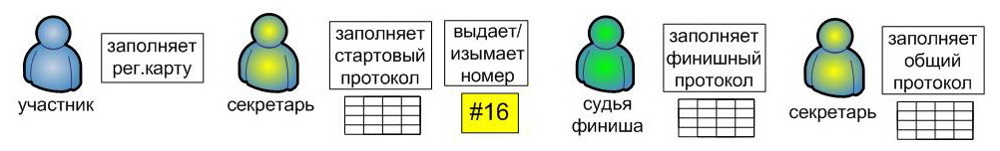 участник
заполняет
рег.карту
секретарь
заполняет
стартовый
протокол
выдает/
изымает
номер
#16
судья
финиша
заполняет
финишный
протокол
секретарь
заполняет
общий
протокол